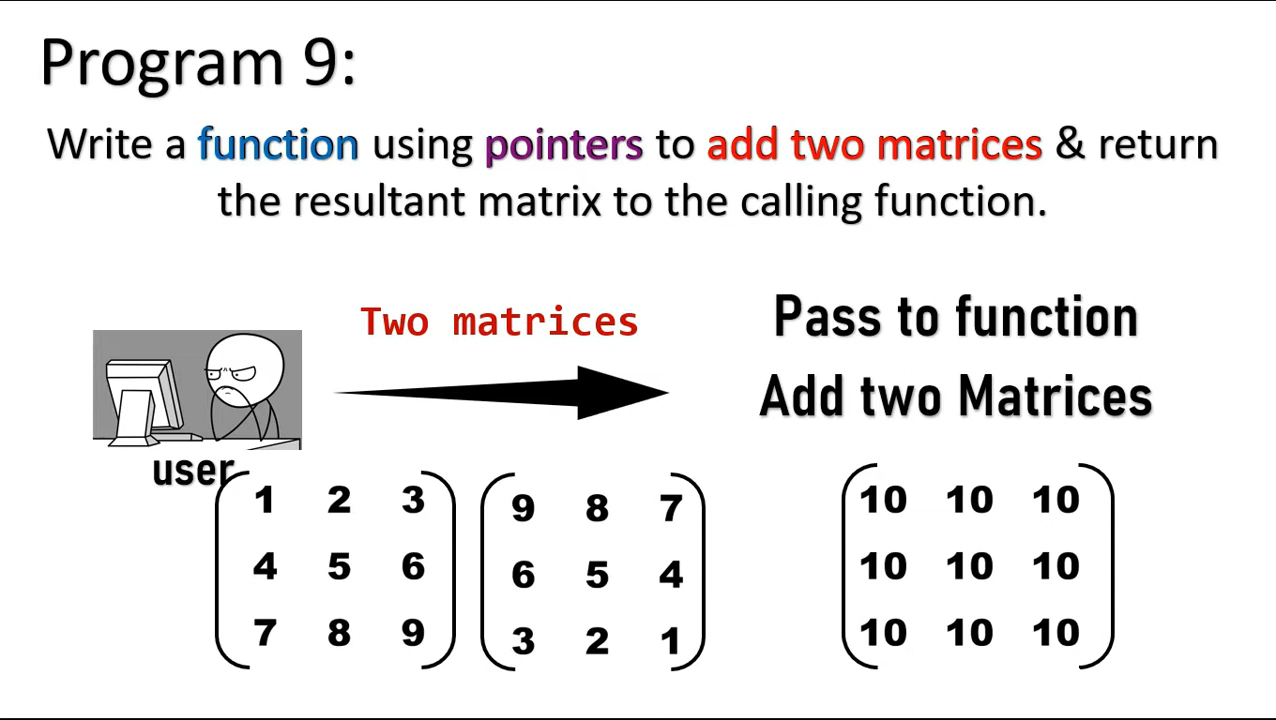 Program 9:
Write a function using pointers to add two matrices & return
the resultant matrix to the calling function.
Two matrices
Pass to function
Add two Matrices
user
1 2 3
4 5 6
7 8 9
9 8 7
6 5 4
3 2 1
10 10 10
10 10 10
10 10 10